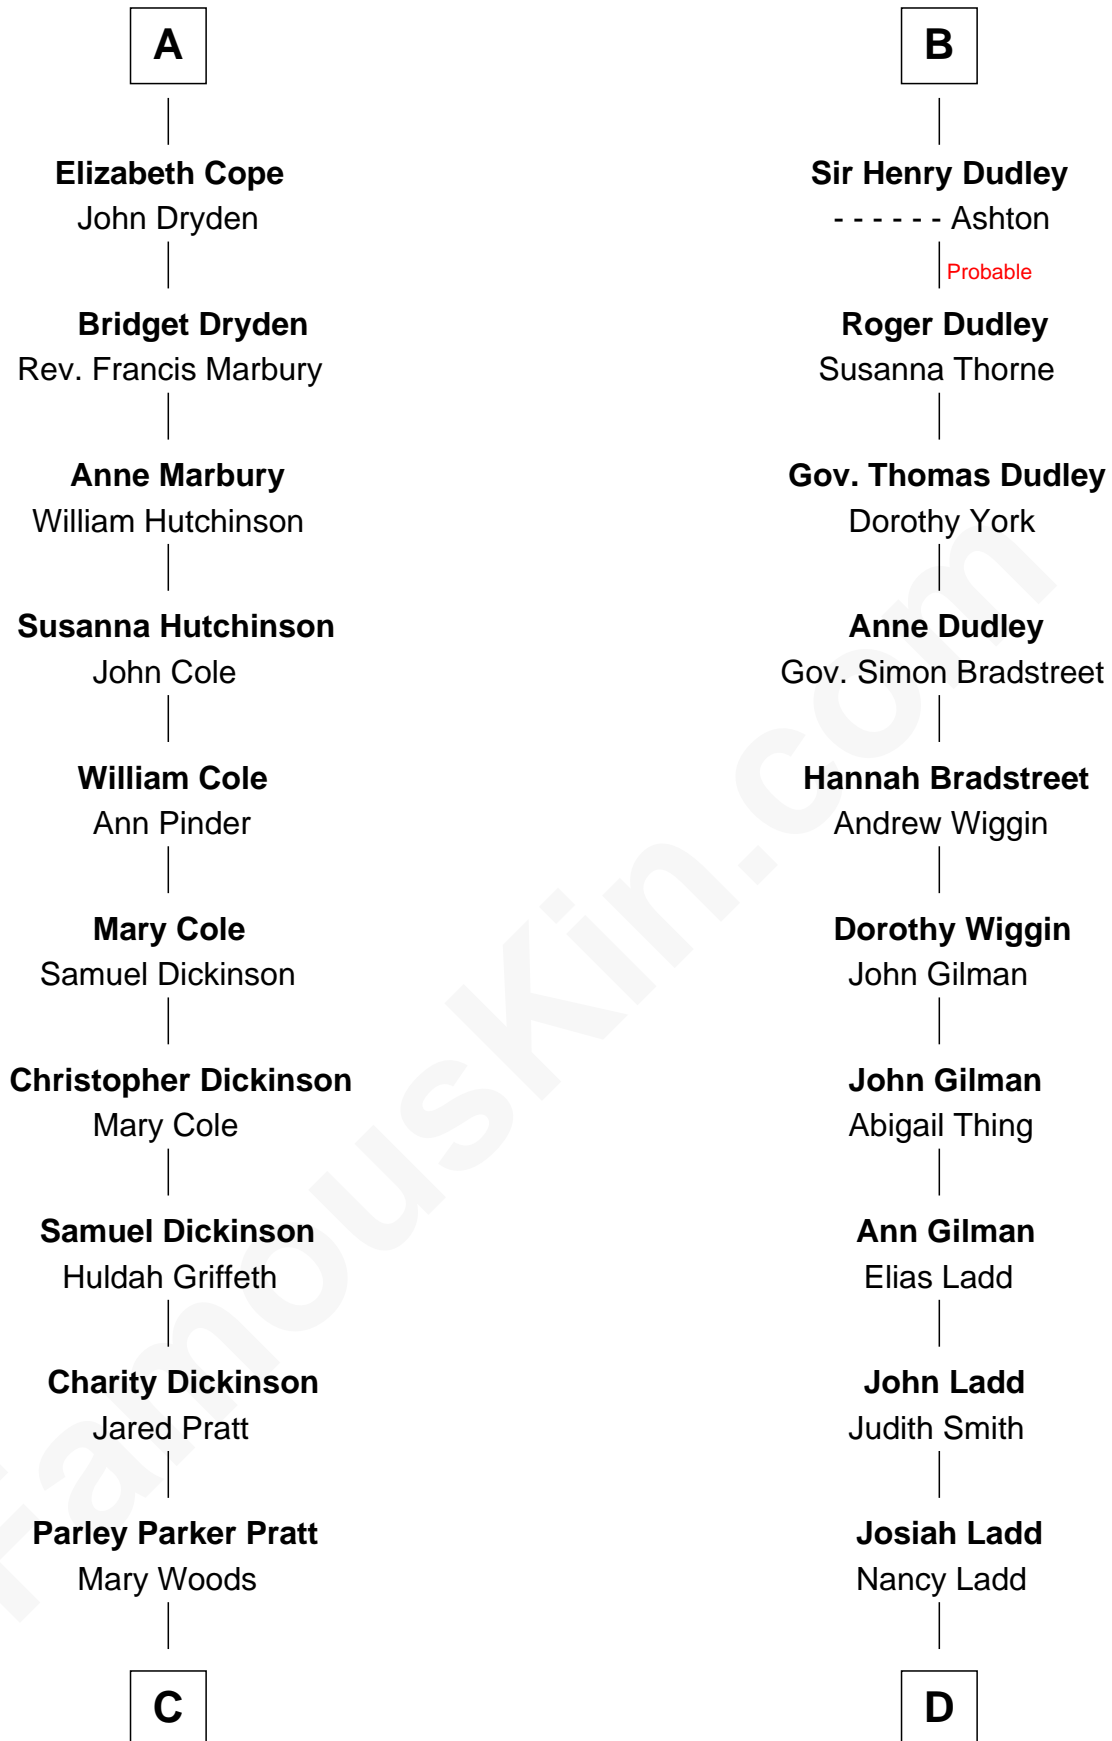 A
Elizabeth Cope
John Dryden
Bridget Dryden
Rev. Francis Marbury
Anne Marbury
William Hutchinson
Susanna Hutchinson
John Cole
William Cole
Ann Pinder
Mary Cole
Samuel Dickinson
Christopher Dickinson
Mary Cole
Samuel Dickinson
Huldah Griffeth
Charity Dickinson
Jared Pratt
Parley Parker Pratt
Mary Woods
C
B
Sir Henry Dudley
- - - - - - Ashton
Probable
Roger Dudley
Susanna Thorne
Gov. Thomas Dudley
Dorothy York
Anne Dudley
Gov. Simon Bradstreet
Hannah Bradstreet
Andrew Wiggin
Dorothy Wiggin
John Gilman
John Gilman
Abigail Thing
Ann Gilman
Elias Ladd
John Ladd
Judith Smith
Josiah Ladd
Nancy Ladd
D
FamousKin.com